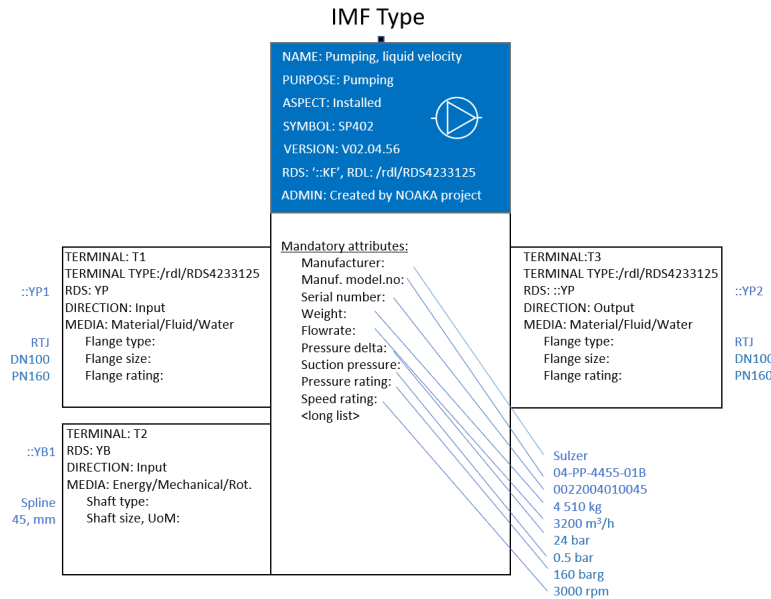 IMF Type
NAME: Pumping, liquid velocity
PURPOSE: Pumping
ASPECT: Installed
SYMBOL: SP402
VERSION: V02.04.56
RDS: ‘::KF’, RDL: /rdl/RDS4233125
ADMIN: Created by NOAKA project
::YP1
RTJ
DN100
PN160
TERMINAL: T1
TERMINAL TYPE:/rdl/RDS4233125
RDS: YP
DIRECTION: Input
MEDIA: Material/Fluid/Water
Flange type:
Flange size:
Flange rating:
::YB1
Spline
45, mm
TERMINAL: T2
RDS: YB
DIRECTION: Input
MEDIA: Energy/Mechanical/Rot.
Shaft type:
Shaft size, UoM:
Mandatory attributes:
Manufacturer:
Manuf. model.no:
Serial number:
Weight:
Flowrate:
Pressure delta:
Suction pressure:
Pressure rating:
Speed rating:
<long list>
TERMINAL:T3
TERMINAL TYPE:/rdl/RDS4233125
RDS: ::YP
DIRECTION: Output
MEDIA: Material/Fluid/Water
Flange type:
Flange size:
Flange rating:
::YP2
RTJ
DN100
PN160
Sulzer
04-PP-4455-01B
0022004010045
4 510 kg
3200 m³/h
24 bar
0.5 bar
160 barg
3000 rpm